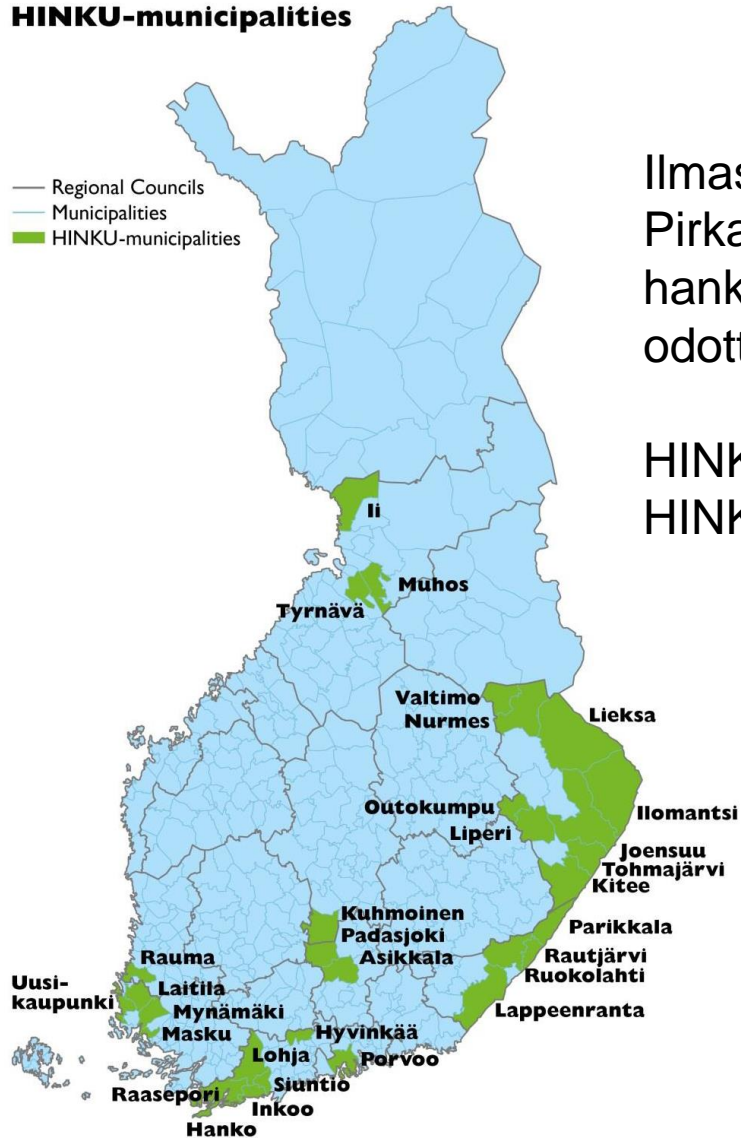 HINKU-municipalities
Regional Councils
Municipalities
HINKU-municipalities
Ii
Muhos
Tyrnävä
Valtimo
Nurmes
Lieksa
Outokumpu
Liperi
Ilomantsi
Joensuu
Tohmajärvi
Kitee
Kuhmoinen
Padasjoki
Asikkala
Parikkala
Rautjärvi
Ruokolahti
Lappeenranta
Rauma
Uusi-
kaupunki
Laitila
Mynämäki
Masku
Hyvinkää
Lohja
Porvoo
Siuntio
Raasepori
Inkoo
Hanko
Ilmas
Pirka
hank
odott
HINK
HINK